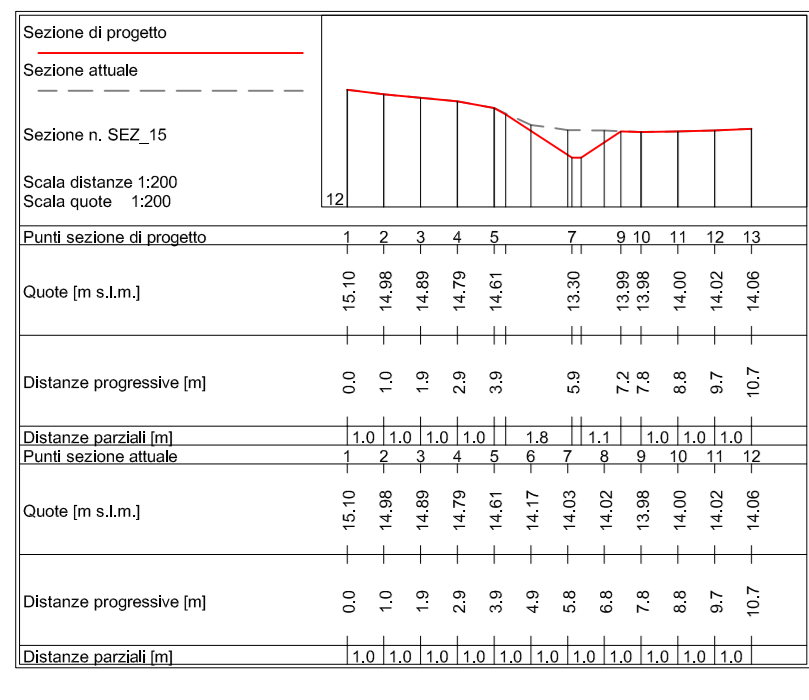 Sezione di progetto
Sezione attuale
Sezione n. SEZ_15
Scala distanze 1:200
Scala quote 1:200
12
Punti sezione di progetto 1 2 3 4 5 7 9 10 11 12 13
Quote [m s.l.m.] 15.10 14.98 14.89 14.79 14.61 13.30 13.99 13.98 14.00 14.02 14.06
Distanze progressive [m] 0.0 1.0 1.9 2.9 3.9 5.9 7.2 7.8 8.8 9.7 10.7
Distanze parziali [m] 1.0 1.0 1.0 1.0 1.8 1.1 1.0 1.0 1.0
Punti sezione attuale 1 2 3 4 5 6 7 8 9 10 11 12
Quote [m s.l.m.] 15.10 14.98 14.89 14.79 14.61 14.17 14.03 14.02 13.98 14.00 14.02 14.06
Distanze progressive [m] 0.0 1.0 1.9 2.9 3.9 4.9 5.8 6.8 7.8 8.8 9.7 10.7
Distanze parziali [m] 1.0 1.0 1.0 1.0 1.0 1.0 1.0 1.0 1.0 1.0 1.0